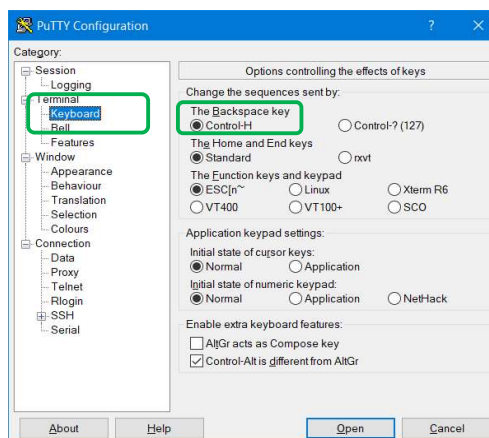 PuTTY Configuration ? ×
Category:
Session
Logging
Terminal
Keyboard
Bell
Features
Window
Appearance
Behaviour
Translation
Selection
Colours
Connection
Data
Proxy
Telnet
Rlogin
SSH
Serial
Options controlling the effects of keys
Change the sequences sent by:
The Backspace key
Control-H Control-? (127)
The Home and End keys
Standard rxvt
The Function keys and keypad
ESC[n~ Linux Xterm R6
VT400 VT100+ SCO
Application keypad settings:
Initial state of cursor keys:
Normal Application
Initial state of numeric keypad:
Normal Application NetHack
Enable extra keyboard features:
AltGr acts as Compose key
Control-Alt is different from AltGr
About Help Open Cancel